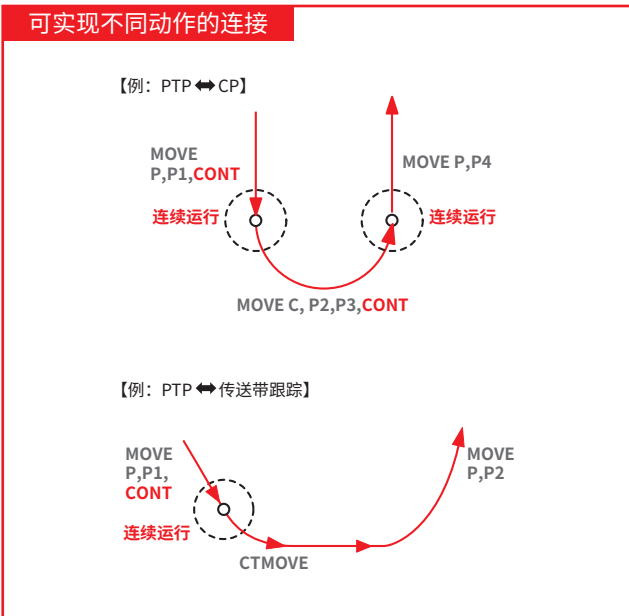 可实现不同动作的连接
【例：PTP ⬌ CP】
MOVE
P,P1,CONT
MOVE P,P4
连续运行
连续运行
MOVE C, P2,P3,CONT
【例：PTP ⬌ 传送带跟踪】
MOVE
P,P1,
CONT
MOVE
P,P2
连续运行
CTMOVE